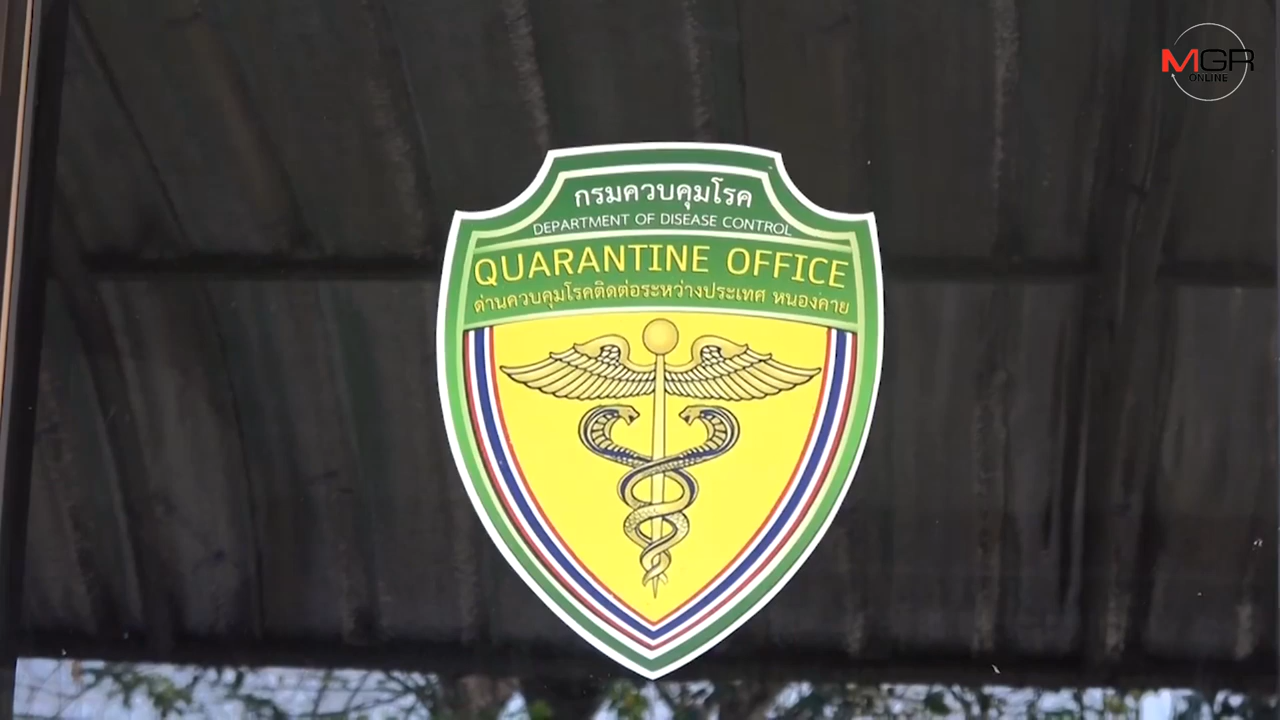 MGR
ONLINE
กรมควบคุมโรค
DEPARTMENT OF DISEASE CONTROL
QUARANTINE OFFICE
ด่านควบคุมโรคติดต่อระหว่างประเทศ หนองคาย